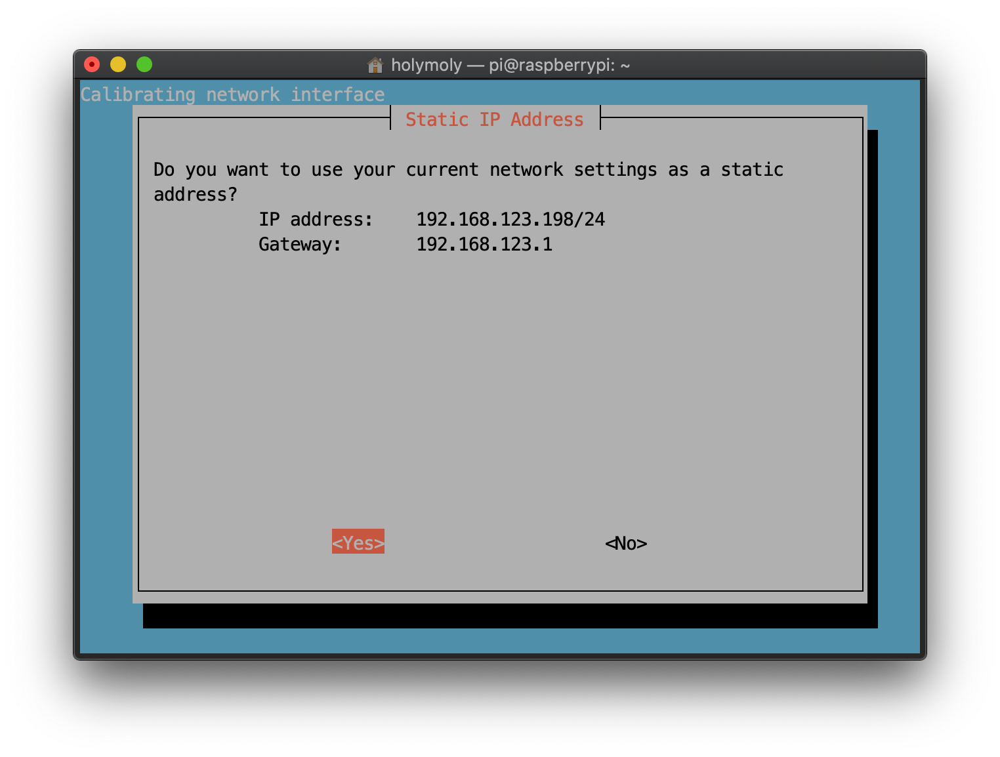 holymoly — pi@raspberrypi: ~
Calibrating network interface
Static IP Address
Do you want to use your current network settings as a static
address?
IP address: 192.168.123.198/24
Gateway: 192.168.123.1
<Yes> <No>